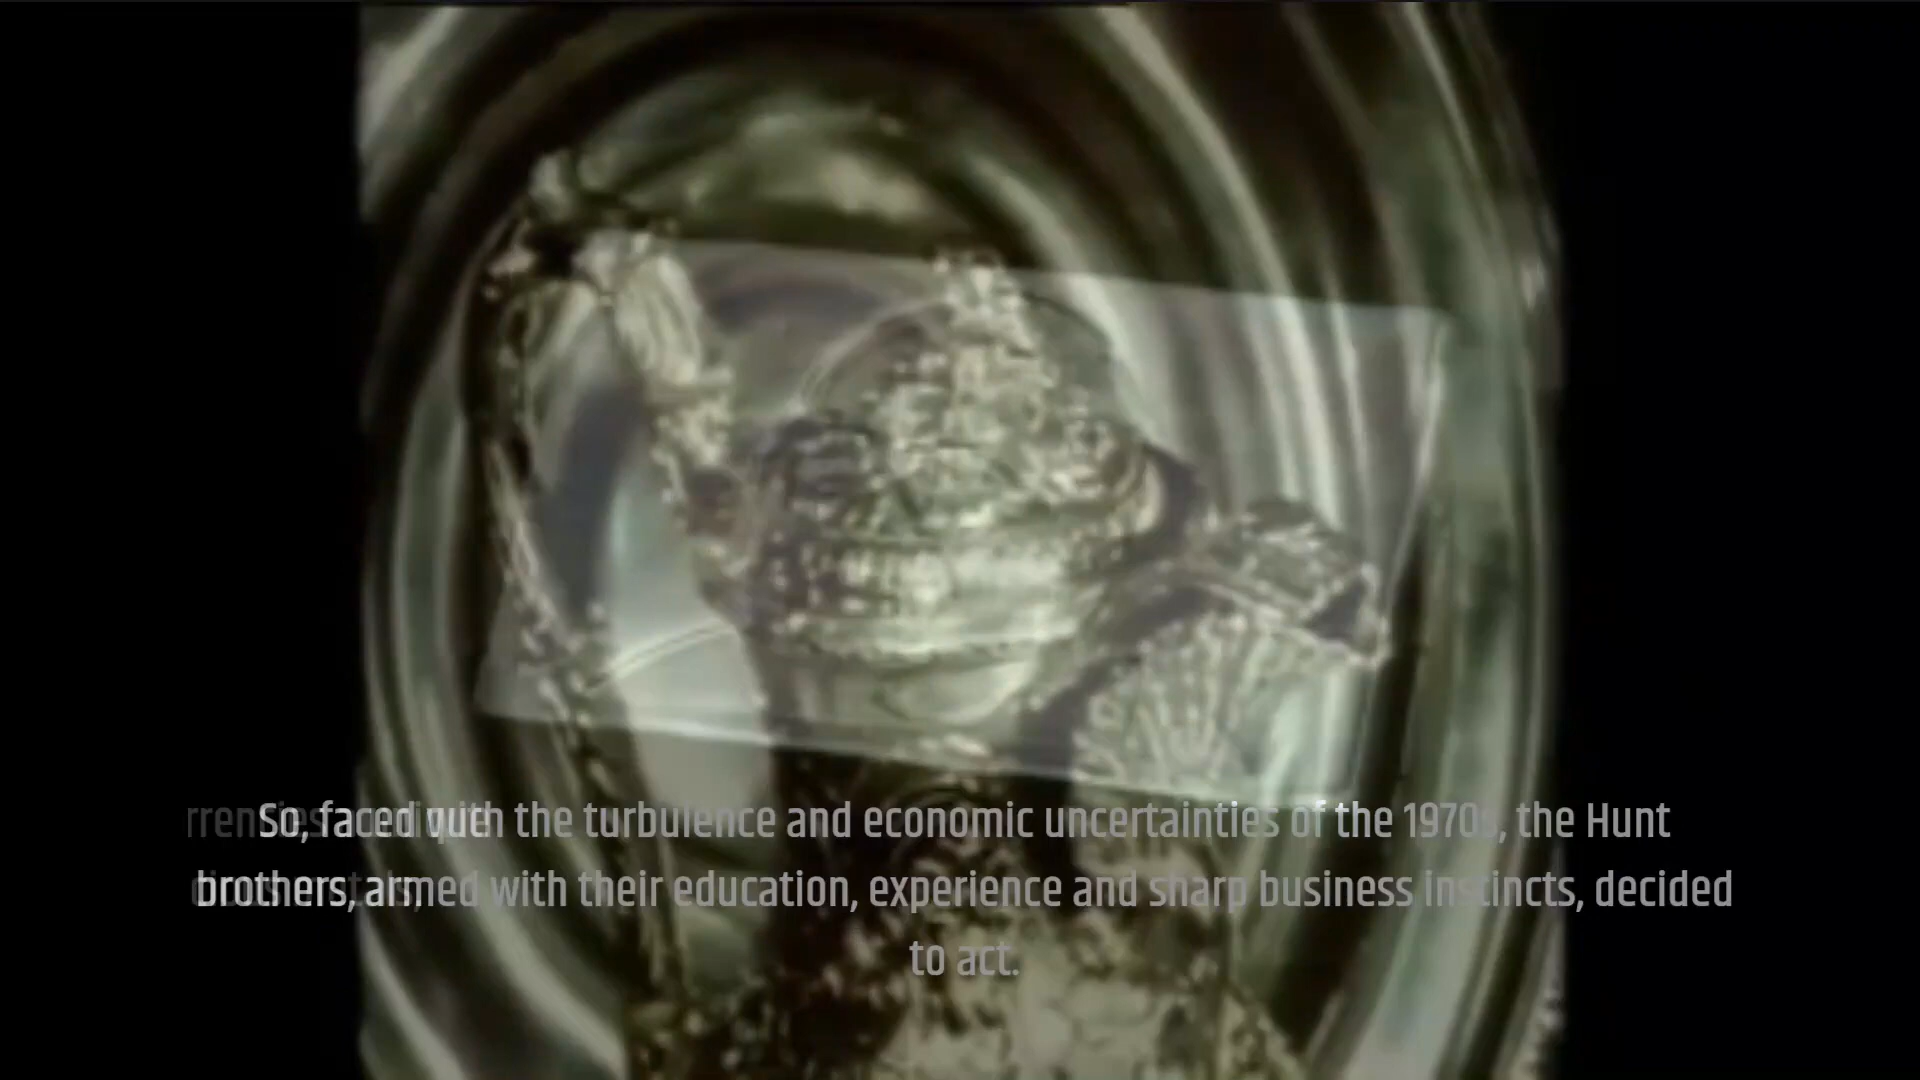 So, faced with the turbulence and economic uncertainties of the 1970s, the Hunt
brothers, armed with their education, experience and sharp business instincts, decided
to act.